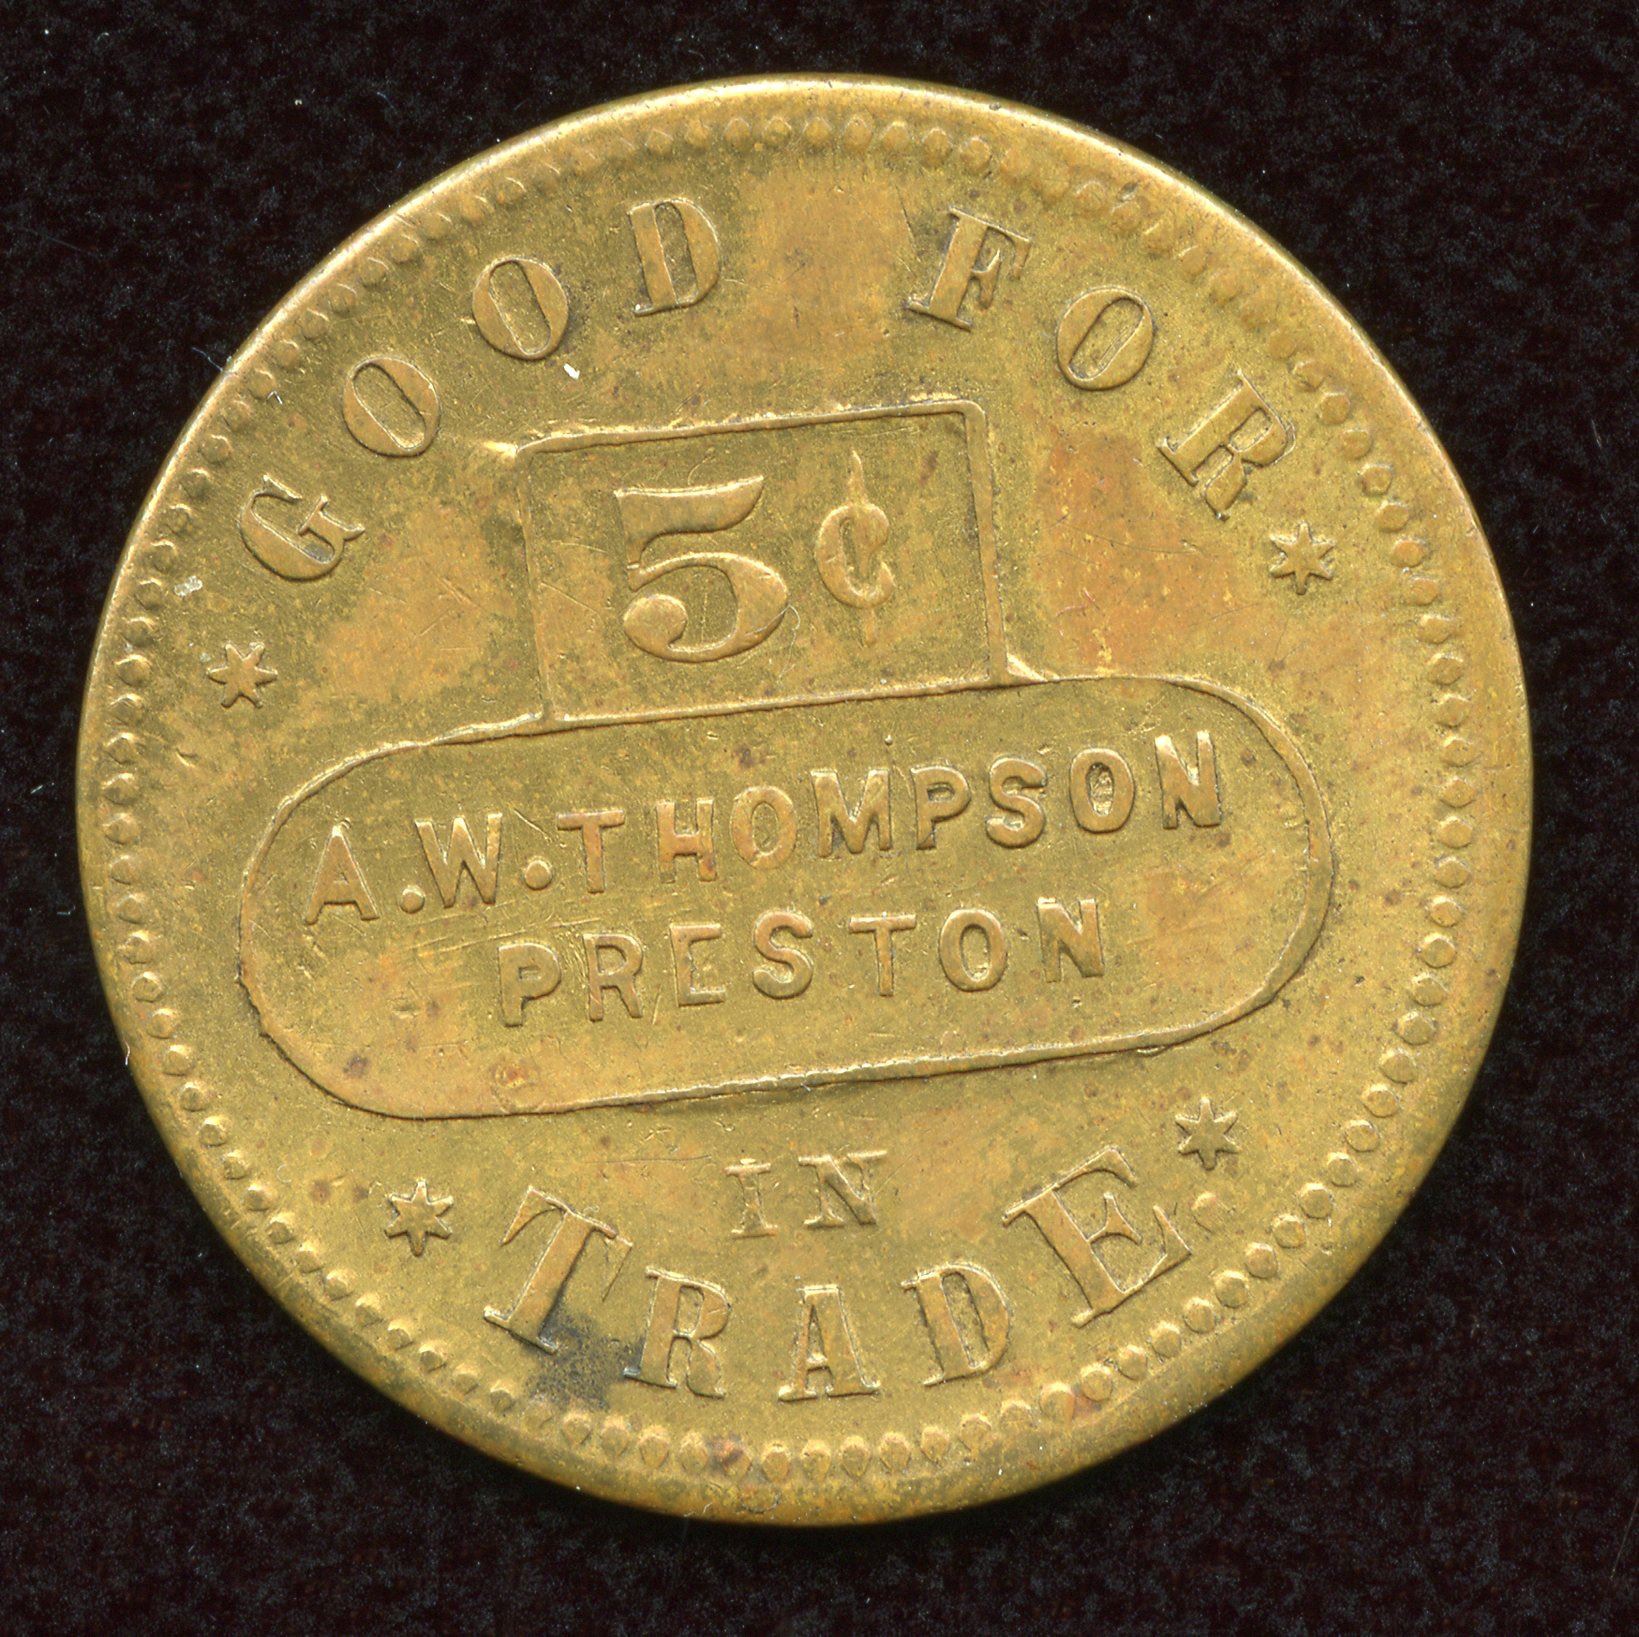 GOOD FOR
5¢
A.W.THOMPSON
PRESTON
IN
TRADE